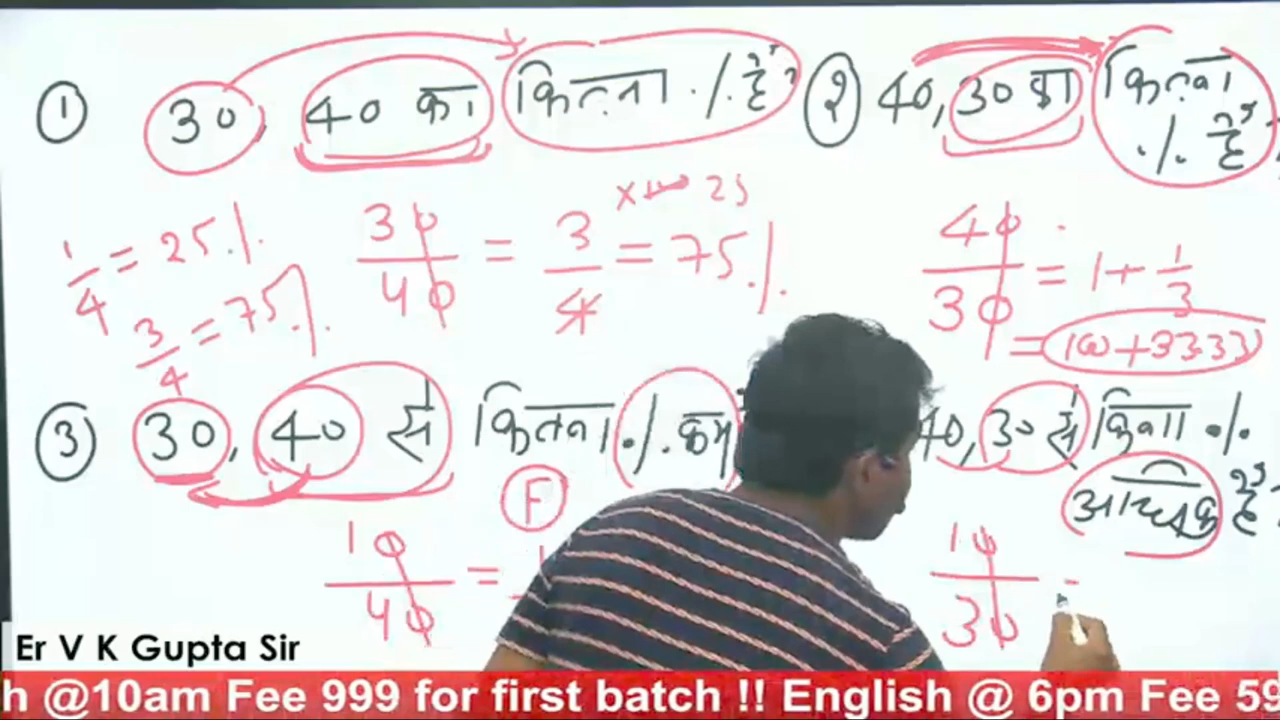 ① 30, 40 का कितना % है?
② 40, 30 का कितना % है?
1/4 = 25%
3/4 = 75%
30/40 = 3/4 × 100 25 = 75%
40/30 = 1 + 1/3
= 100 + 33.33
③ 30, 40 से कितना % कम
40, 30 से कितना % अधिक है?
F
10/40 =
10/30 =
Er V K Gupta Sir
h @10am Fee 999 for first batch !! English @ 6pm Fee 59